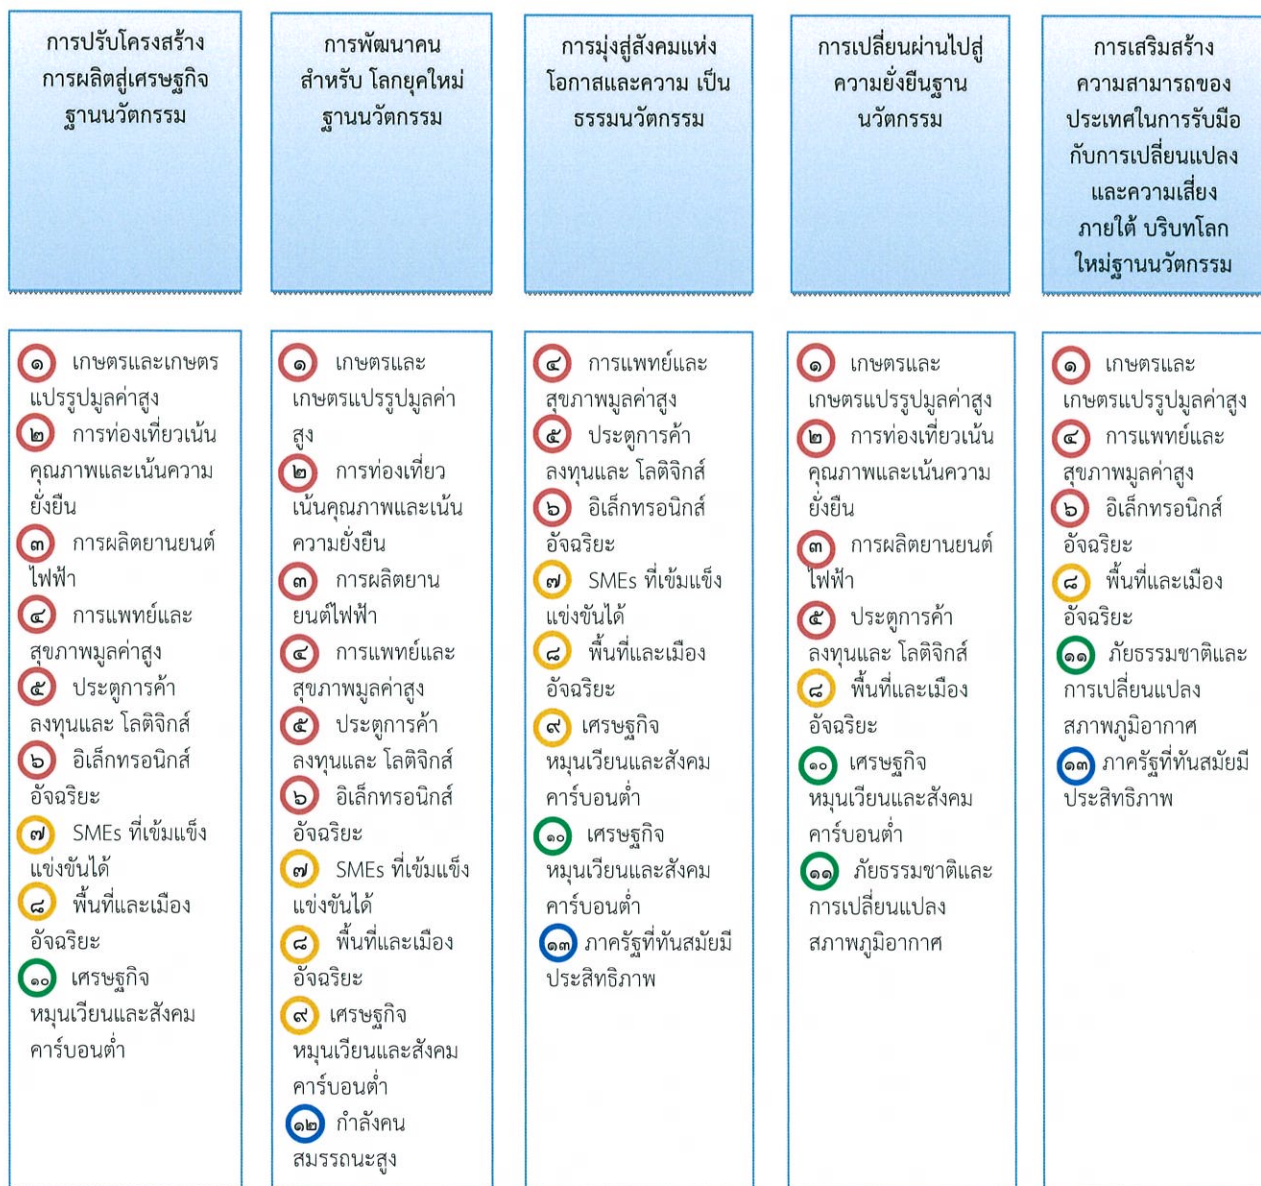 การปรับโครงสร้าง
การผลิตสู่เศรษฐกิจ
ฐานนวัตกรรม
การพัฒนาคน
สำหรับ โลกยุคใหม่
ฐานนวัตกรรม
การมุ่งสู่สังคมแห่ง
โอกาสและความ เป็น
ธรรมนวัตกรรม
การเปลี่ยนผ่านไปสู่
ความยั่งยืนฐาน
นวัตกรรม
การเสริมสร้าง
ความสามารถของ
ประเทศในการรับมือ
กับการเปลี่ยนแปลง
และความเสี่ยง
ภายใต้ บริบทโลก
ใหม่ฐานนวัตกรรม
๑ เกษตรและเกษตร
แปรรูปมูลค่าสูง
๒ การท่องเที่ยวเน้น
คุณภาพและเน้นความ
ยั่งยืน
๓ การผลิตยานยนต์
ไฟฟ้า
๔ การแพทย์และ
สุขภาพมูลค่าสูง
๕ ประตูการค้า
ลงทุนและ โลติจิกส์
๖ อิเล็กทรอนิกส์
อัจฉริยะ
๗ SMEs ที่เข้มแข็ง
แข่งขันได้
๘ พื้นที่และเมือง
อัจฉริยะ
๑๐ เศรษฐกิจ
หมุนเวียนและสังคม
คาร์บอนต่ำ
๑ เกษตรและ
เกษตรแปรรูปมูลค่า
สูง
๒ การท่องเที่ยว
เน้นคุณภาพและเน้น
ความยั่งยืน
๓ การผลิตยาน
ยนต์ไฟฟ้า
๔ การแพทย์และ
สุขภาพมูลค่าสูง
๕ ประตูการค้า
ลงทุนและ โลติจิกส์
๖ อิเล็กทรอนิกส์
อัจฉริยะ
๗ SMEs ที่เข้มแข็ง
แข่งขันได้
๘ พื้นที่และเมือง
อัจฉริยะ
๙ เศรษฐกิจ
หมุนเวียนและสังคม
คาร์บอนต่ำ
๑๒ กำลังคน
สมรรถนะสูง
๔ การแพทย์และ
สุขภาพมูลค่าสูง
๕ ประตูการค้า
ลงทุนและ โลติจิกส์
๖ อิเล็กทรอนิกส์
อัจฉริยะ
๗ SMEs ที่เข้มแข็ง
แข่งขันได้
๘ พื้นที่และเมือง
อัจฉริยะ
๙ เศรษฐกิจ
หมุนเวียนและสังคม
คาร์บอนต่ำ
๑๐ เศรษฐกิจ
หมุนเวียนและสังคม
คาร์บอนต่ำ
๑๓ ภาครัฐที่ทันสมัยมี
ประสิทธิภาพ
๑ เกษตรและ
เกษตรแปรรูปมูลค่าสูง
๒ การท่องเที่ยวเน้น
คุณภาพและเน้นความ
ยั่งยืน
๓ การผลิตยานยนต์
ไฟฟ้า
๕ ประตูการค้า
ลงทุนและ โลติจิกส์
๘ พื้นที่และเมือง
อัจฉริยะ
๑๐ เศรษฐกิจ
หมุนเวียนและสังคม
คาร์บอนต่ำ
๑๑ ภัยธรรมชาติและ
การเปลี่ยนแปลง
สภาพภูมิอากาศ
๑ เกษตรและ
เกษตรแปรรูปมูลค่าสูง
๔ การแพทย์และ
สุขภาพมูลค่าสูง
๖ อิเล็กทรอนิกส์
อัจฉริยะ
๘ พื้นที่และเมือง
อัจฉริยะ
๑๑ ภัยธรรมชาติและ
การเปลี่ยนแปลง
สภาพภูมิอากาศ
๑๓ ภาครัฐที่ทันสมัยมี
ประสิทธิภาพ